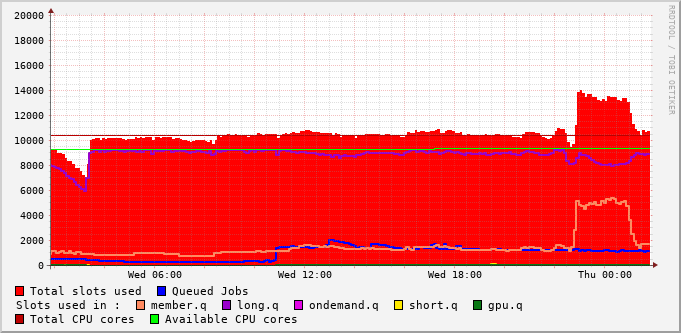 20000
18000
16000
14000
12000
10000
8000
6000
4000
2000
0
Wed 06:00 Wed 12:00 Wed 18:00 Thu 00:00
Total slots used Queued Jobs
Slots used in : member.q long.q ondemand.q short.q gpu.q
Total CPU cores Available CPU cores
RRDTOOL / TOBI OETIKER